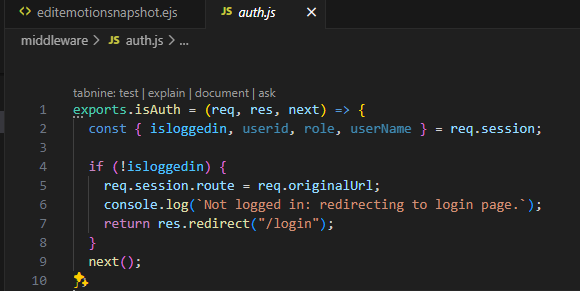 editemotionsnapshot.ejs
JS auth.js
middleware > JS auth.js > ...
tabnine: test | explain | document | ask
1 exports.isAuth = (req, res, next) => {
2 const { isloggedin, userid, role, userName } = req.session;
3
4 if (!isloggedin) {
5 req.session.route = req.originalUrl;
6 console.log(`Not logged in: redirecting to login page.`);
7 return res.redirect("/login");
8 }
9 next();
10 };